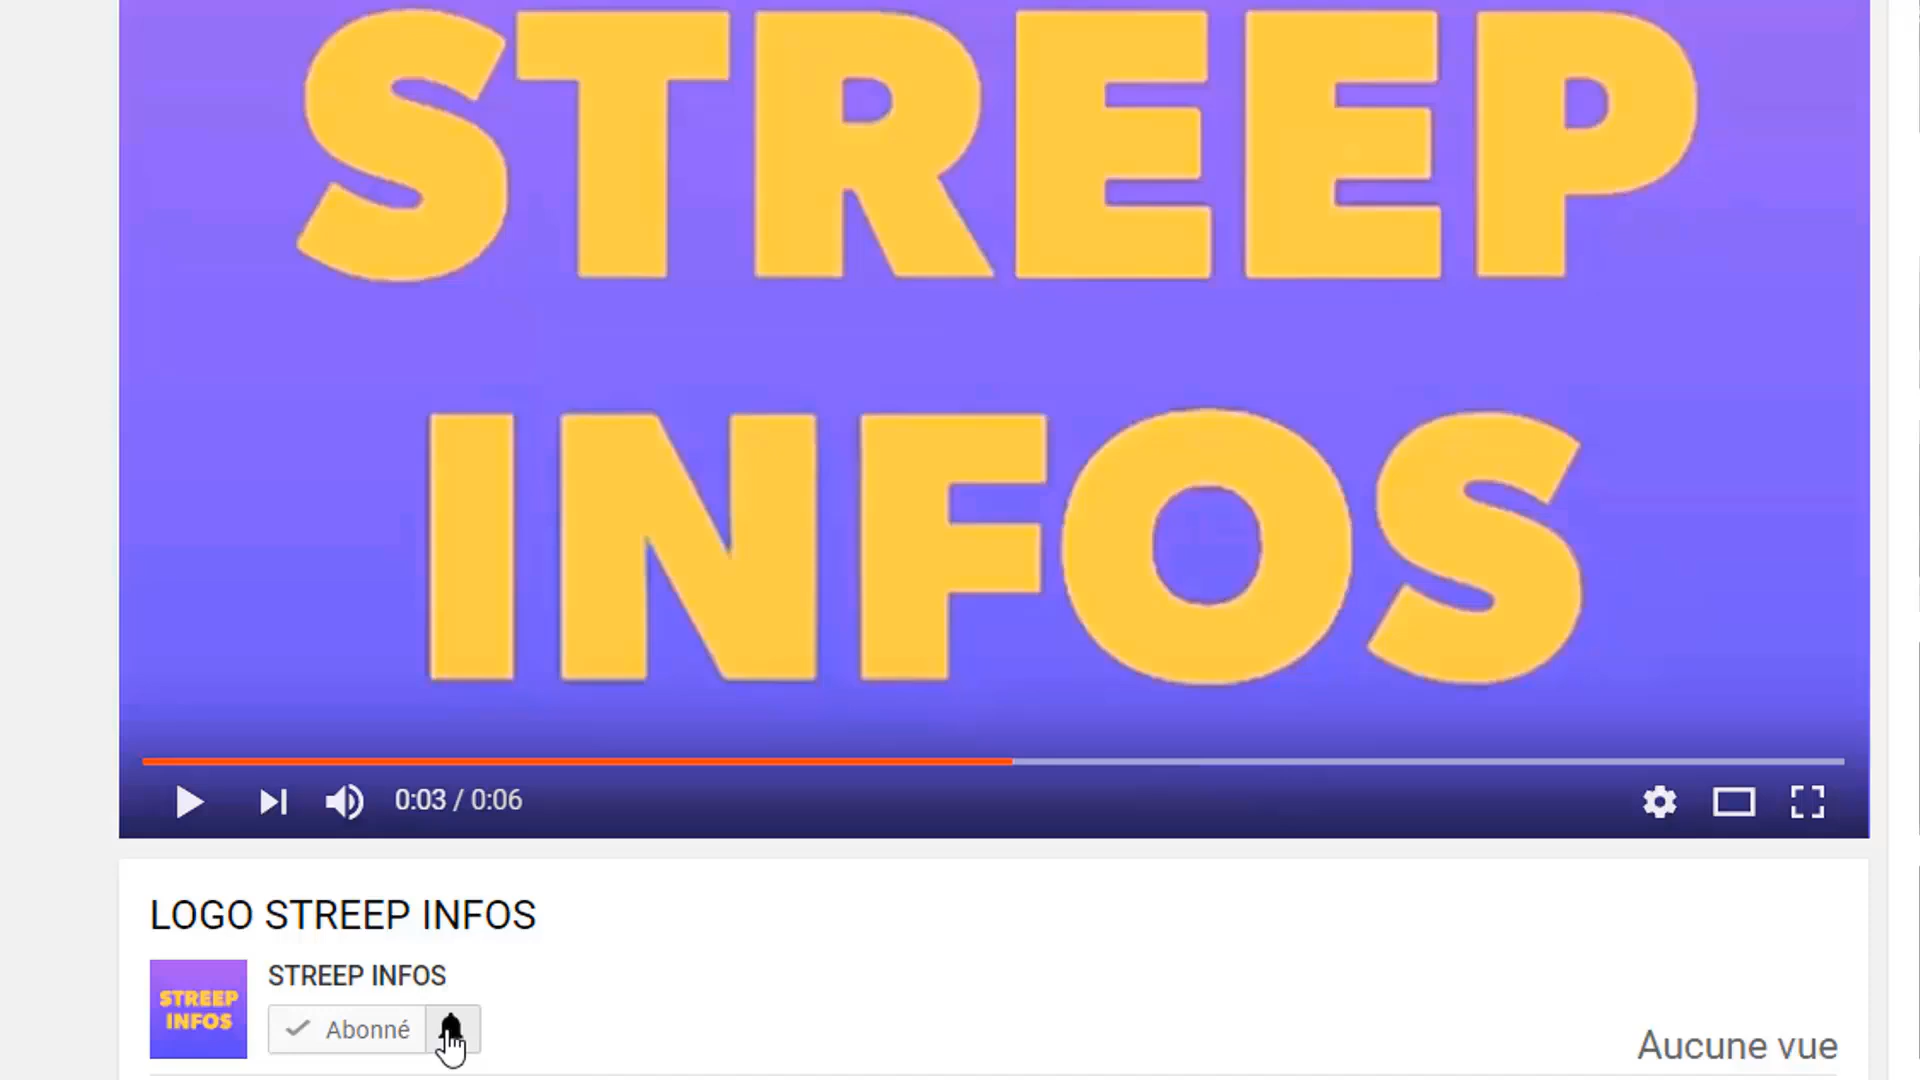 STREEP
INFOS
0:03 / 0:06
LOGO STREEP INFOS
STREEP INFOS
STREEP
INFOS
Abonné
Aucune vue